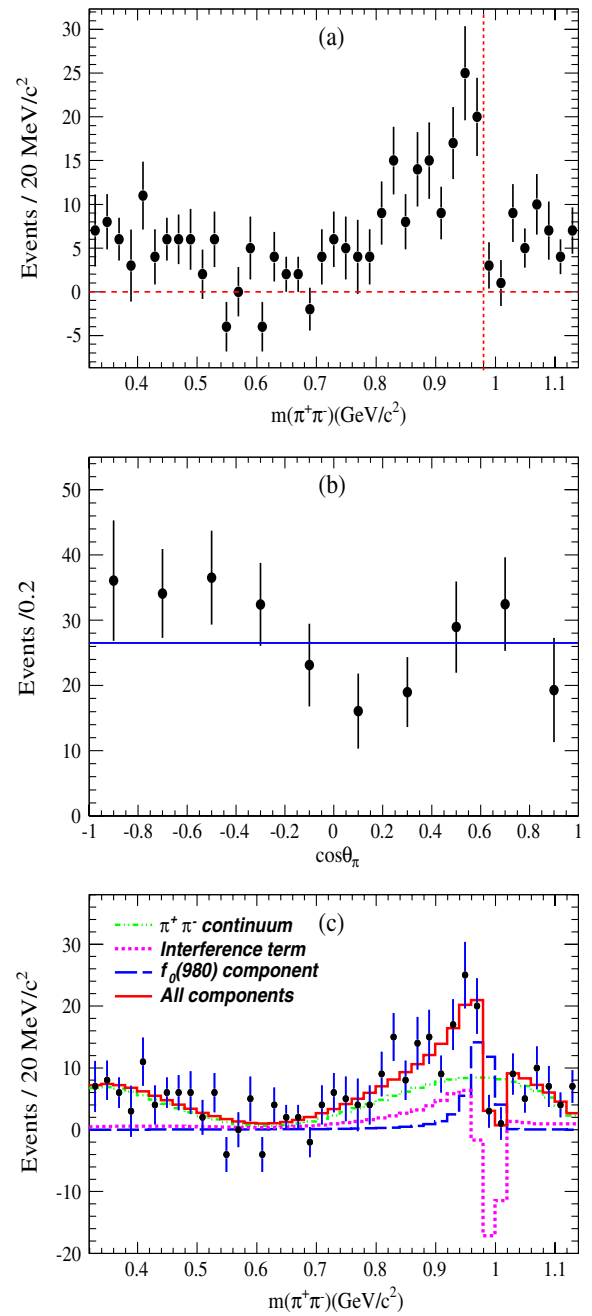 (a)
Events / 20 MeV/c²
30
25
20
15
10
5
0
-5
0.4 0.5 0.6 0.7 0.8 0.9 1 1.1
m(π⁺π⁻)(GeV/c²)
(b)
Events /0.2
50
40
30
20
10
0
-1 -0.8 -0.6 -0.4 -0.2 0 0.2 0.4 0.6 0.8 1
cosθπ
(c)
π⁺ π⁻ continuum
Interference term
f₀(980) component
All components
Events / 20 MeV/c²
30
20
10
0
-10
-20
0.4 0.5 0.6 0.7 0.8 0.9 1 1.1
m(π⁺π⁻)(GeV/c²)